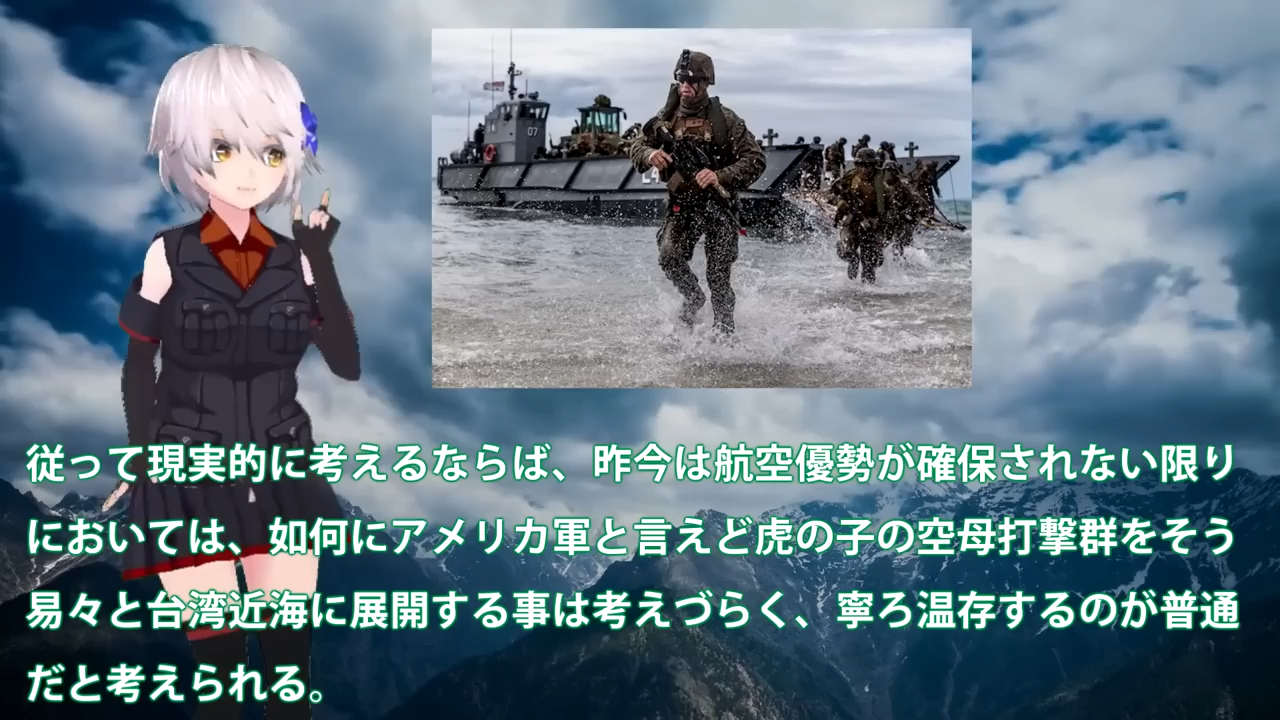 07
L4
従って現実的に考えるならば、昨今は航空優勢が確保されない限り
においては、如何にアメリカ軍と言えど虎の子の空母打撃群をそう
易々と台湾近海に展開する事は考えづらく、寧ろ温存するのが普通
だと考えられる。